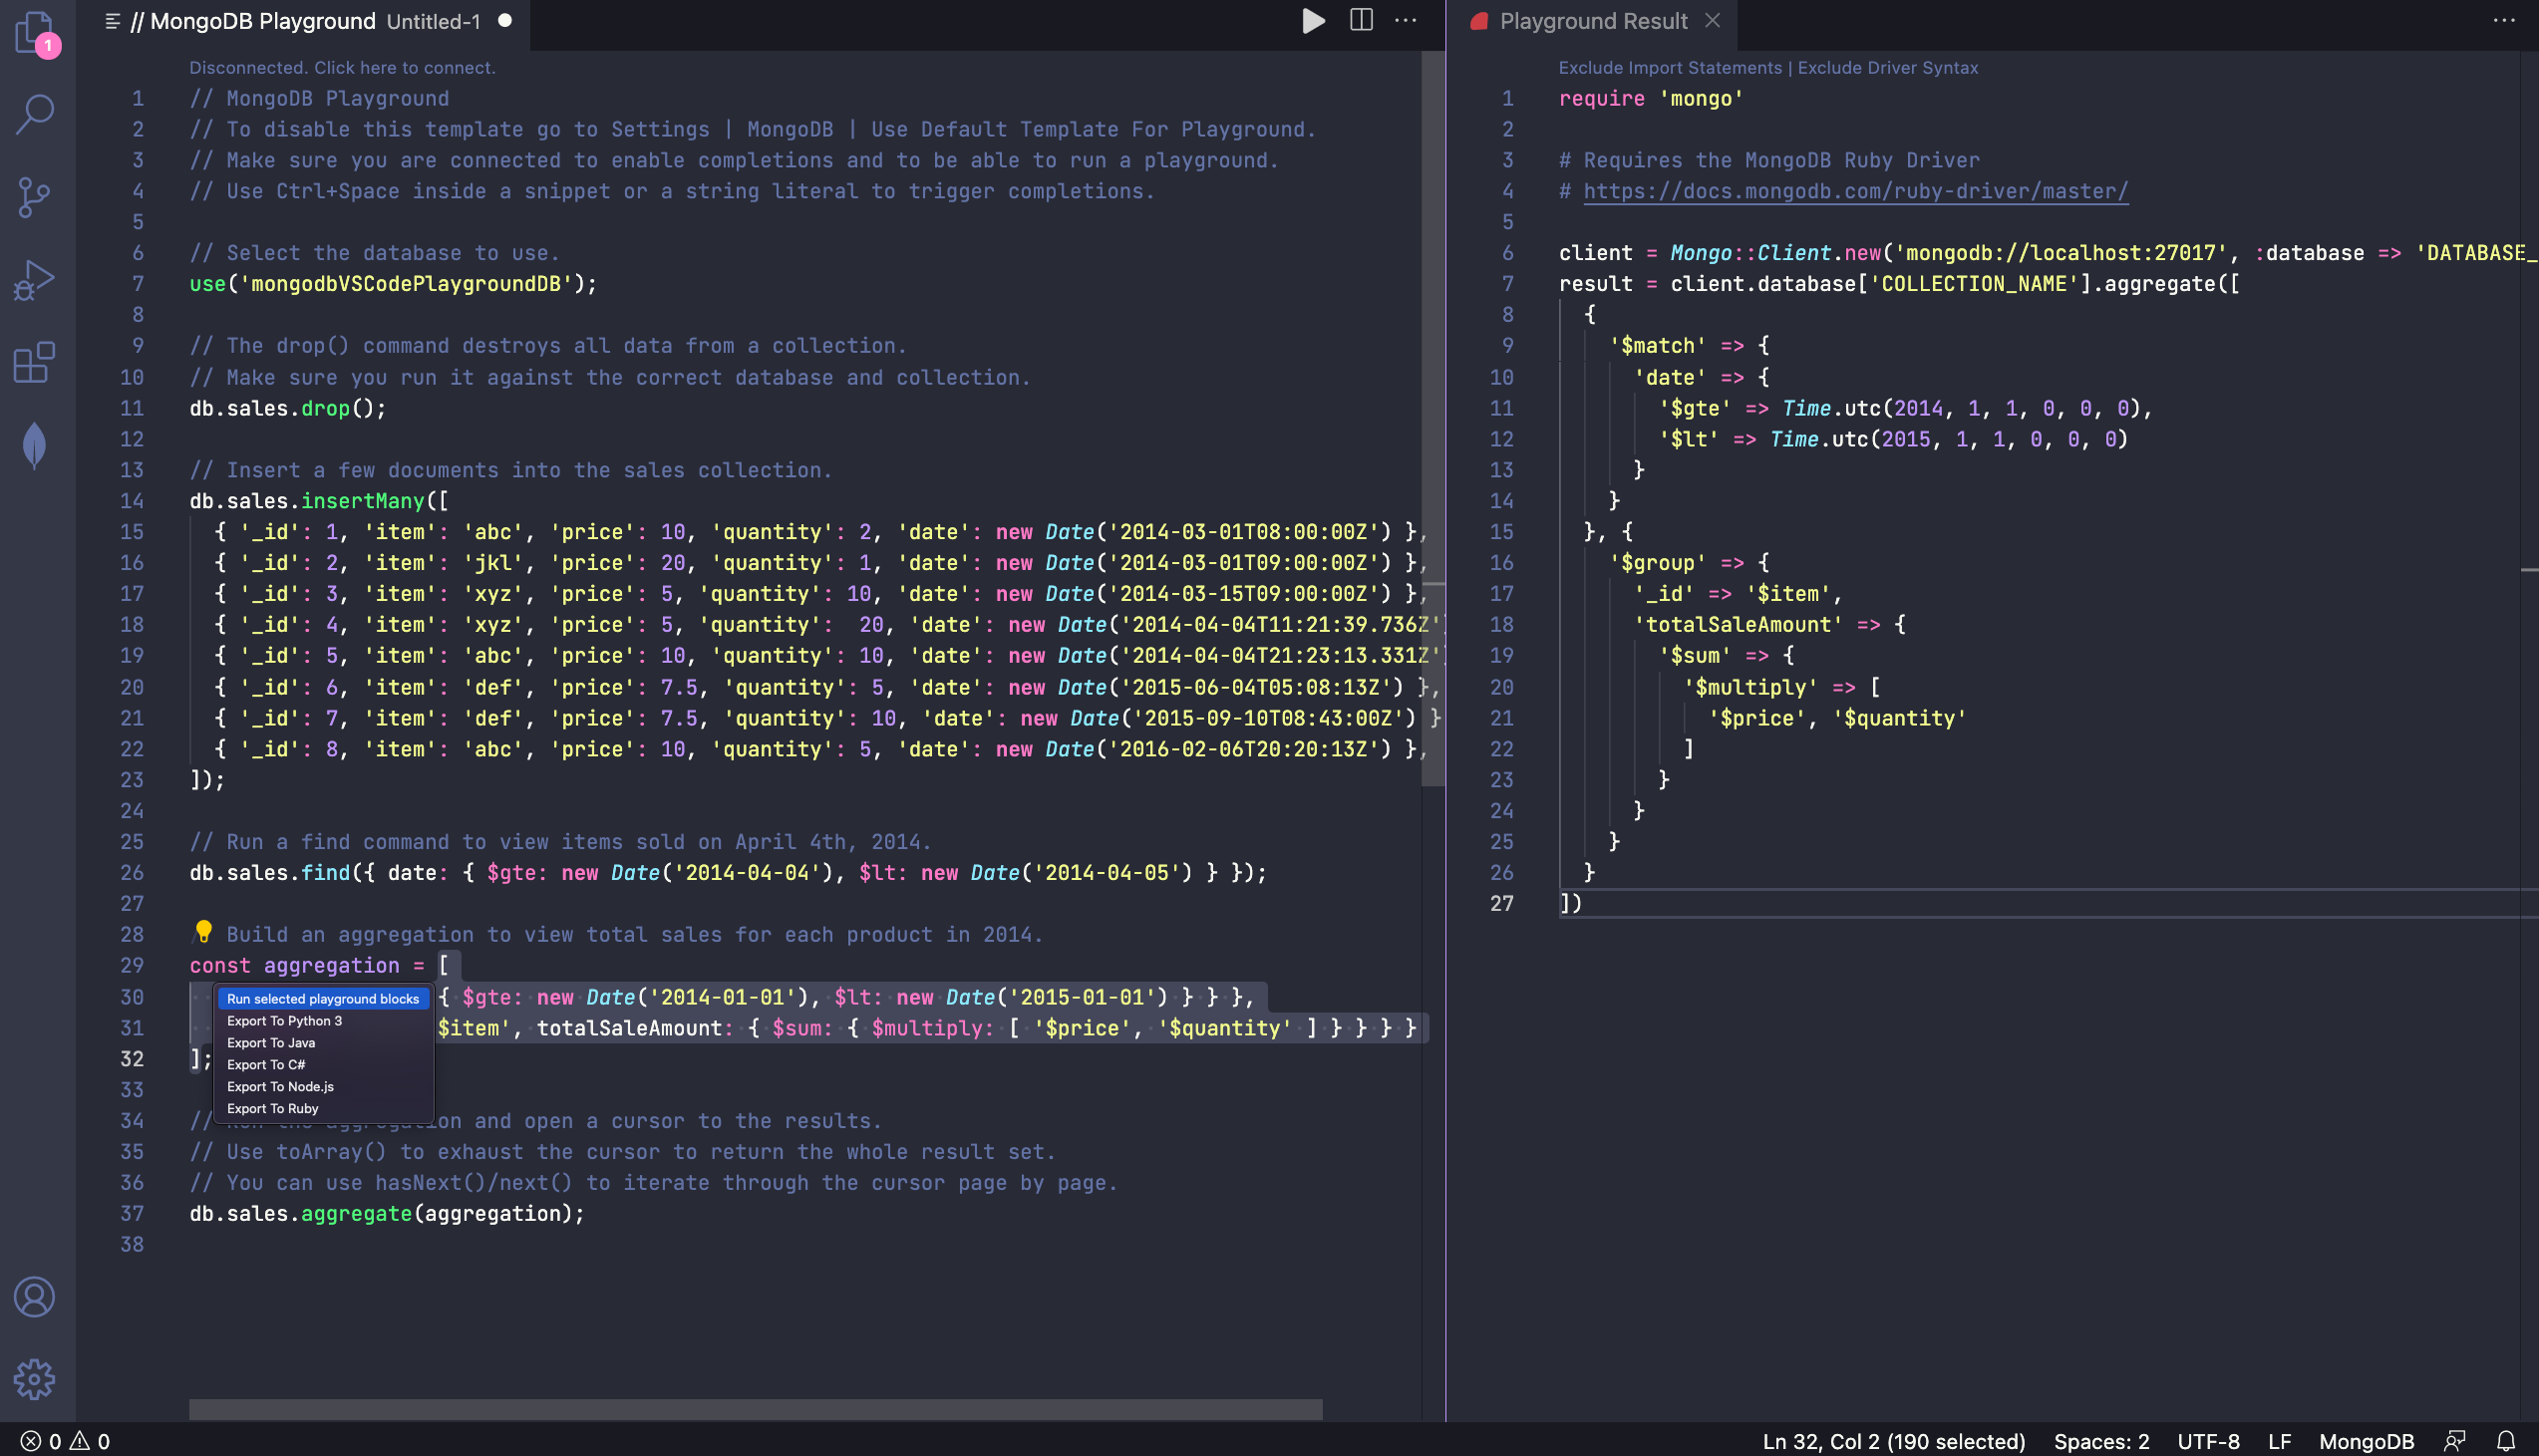 // MongoDB Playground Untitled-1
Playground Result
1
Disconnected. Click here to connect.
1 // MongoDB Playground
2 // To disable this template go to Settings | MongoDB | Use Default Template For Playground.
3 // Make sure you are connected to enable completions and to be able to run a playground.
4 // Use Ctrl+Space inside a snippet or a string literal to trigger completions.
5
6 // Select the database to use.
7 use('mongodbVSCodePlaygroundDB');
8
9 // The drop() command destroys all data from a collection.
10 // Make sure you run it against the correct database and collection.
11 db.sales.drop();
12
13 // Insert a few documents into the sales collection.
14 db.sales.insertMany([
15 { '_id': 1, 'item': 'abc', 'price': 10, 'quantity': 2, 'date': new Date('2014-03-01T08:00:00Z') },
16 { '_id': 2, 'item': 'jkl', 'price': 20, 'quantity': 1, 'date': new Date('2014-03-01T09:00:00Z') },
17 { '_id': 3, 'item': 'xyz', 'price': 5, 'quantity': 10, 'date': new Date('2014-03-15T09:00:00Z') },
18 { '_id': 4, 'item': 'xyz', 'price': 5, 'quantity':  20, 'date': new Date('2014-04-04T11:21:39.736Z')
19 { '_id': 5, 'item': 'abc', 'price': 10, 'quantity': 10, 'date': new Date('2014-04-04T21:23:13.331Z')
20 { '_id': 6, 'item': 'def', 'price': 7.5, 'quantity': 5, 'date': new Date('2015-06-04T05:08:13Z') },
21 { '_id': 7, 'item': 'def', 'price': 7.5, 'quantity': 10, 'date': new Date('2015-09-10T08:43:00Z') }
22 { '_id': 8, 'item': 'abc', 'price': 10, 'quantity': 5, 'date': new Date('2016-02-06T20:20:13Z') },
23 ]);
24
25 // Run a find command to view items sold on April 4th, 2014.
26 db.sales.find({ date: { $gte: new Date('2014-04-04'), $lt: new Date('2014-04-05') } });
27
28 Build an aggregation to view total sales for each product in 2014.
29 const aggregation = [
30 { $gte: new Date('2014-01-01'), $lt: new Date('2015-01-01') } } },
31 $item', totalSaleAmount: { $sum: { $multiply: [ '$price', '$quantity' ] } } } }
32 ];
33
34 // Run the aggregation and open a cursor to the results.
35 // Use toArray() to exhaust the cursor to return the whole result set.
36 // You can use hasNext()/next() to iterate through the cursor page by page.
37 db.sales.aggregate(aggregation);
38
Run selected playground blocks
Export To Python 3
Export To Java
Export To C#
Export To Node.js
Export To Ruby
Exclude Import Statements | Exclude Driver Syntax
1 require 'mongo'
2
3 # Requires the MongoDB Ruby Driver
4 # https://docs.mongodb.com/ruby-driver/master/
5
6 client = Mongo::Client.new('mongodb://localhost:27017', :database => 'DATABASE_
7 result = client.database['COLLECTION_NAME'].aggregate([
8 {
9 '$match' => {
10 'date' => {
11 '$gte' => Time.utc(2014, 1, 1, 0, 0, 0),
12 '$lt' => Time.utc(2015, 1, 1, 0, 0, 0)
13 }
14 }
15 }, {
16 '$group' => {
17 '_id' => '$item',
18 'totalSaleAmount' => {
19 '$sum' => {
20 '$multiply' => [
21 '$price', '$quantity'
22 ]
23 }
24 }
25 }
26 }
27 ])
0 0
Ln 32, Col 2 (190 selected) Spaces: 2 UTF-8 LF MongoDB